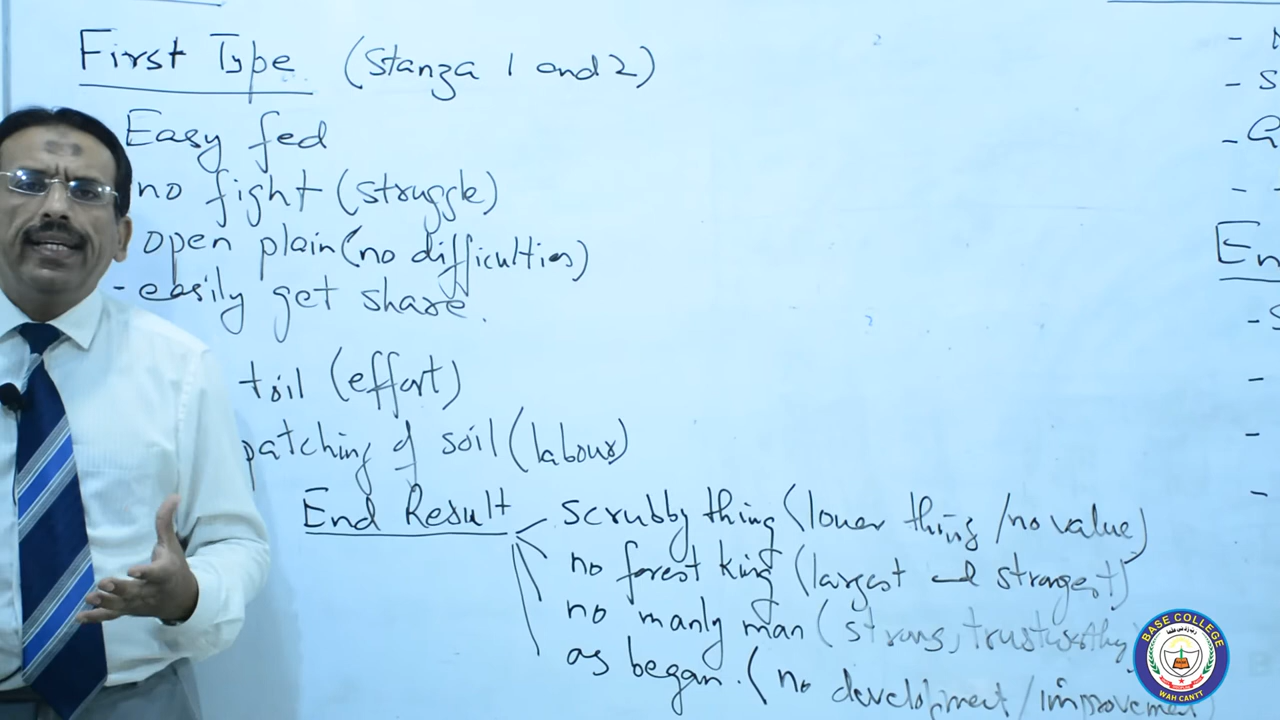 First Type (Stanza 1 and 2)
Easy fed
no fight (struggle)
open plain (no difficulties)
- easily get share.
toil (effort)
patching of soil (labour)
End Result
scrubby thing (lower thing / no value)
no forest king (largest and strongest)
no manly man (strong, trustworthy
as began. (no development / improvement
En
BASE COLLEGE
WAH CANTT